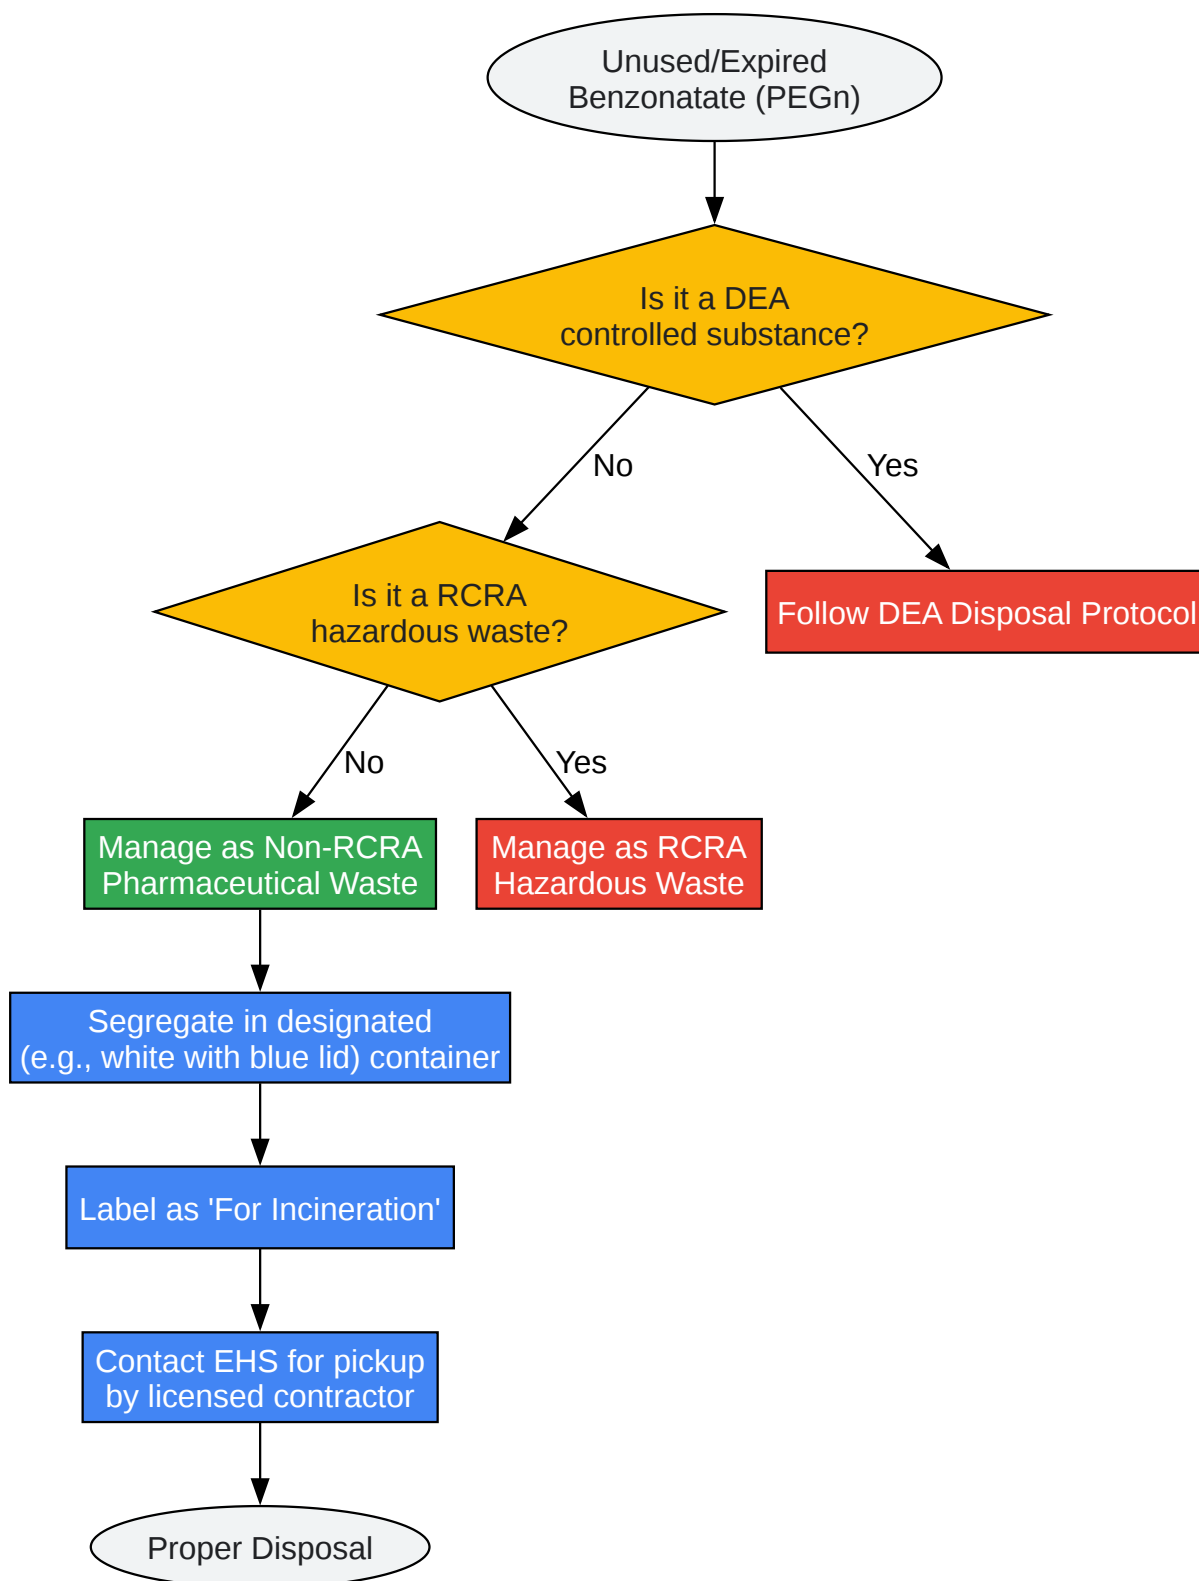 Unused/Expired
Benzonatate (PEGn)
Is it a DEA
controlled substance?
No
Yes
Is it a RCRA
hazardous waste?
Follow DEA Disposal Protocol
No
Yes
Manage as Non-RCRA
Pharmaceutical Waste
Manage as RCRA
Hazardous Waste
Segregate in designated
(e.g., white with blue lid) container
Label as 'For Incineration'
Contact EHS for pickup
by licensed contractor
Proper Disposal